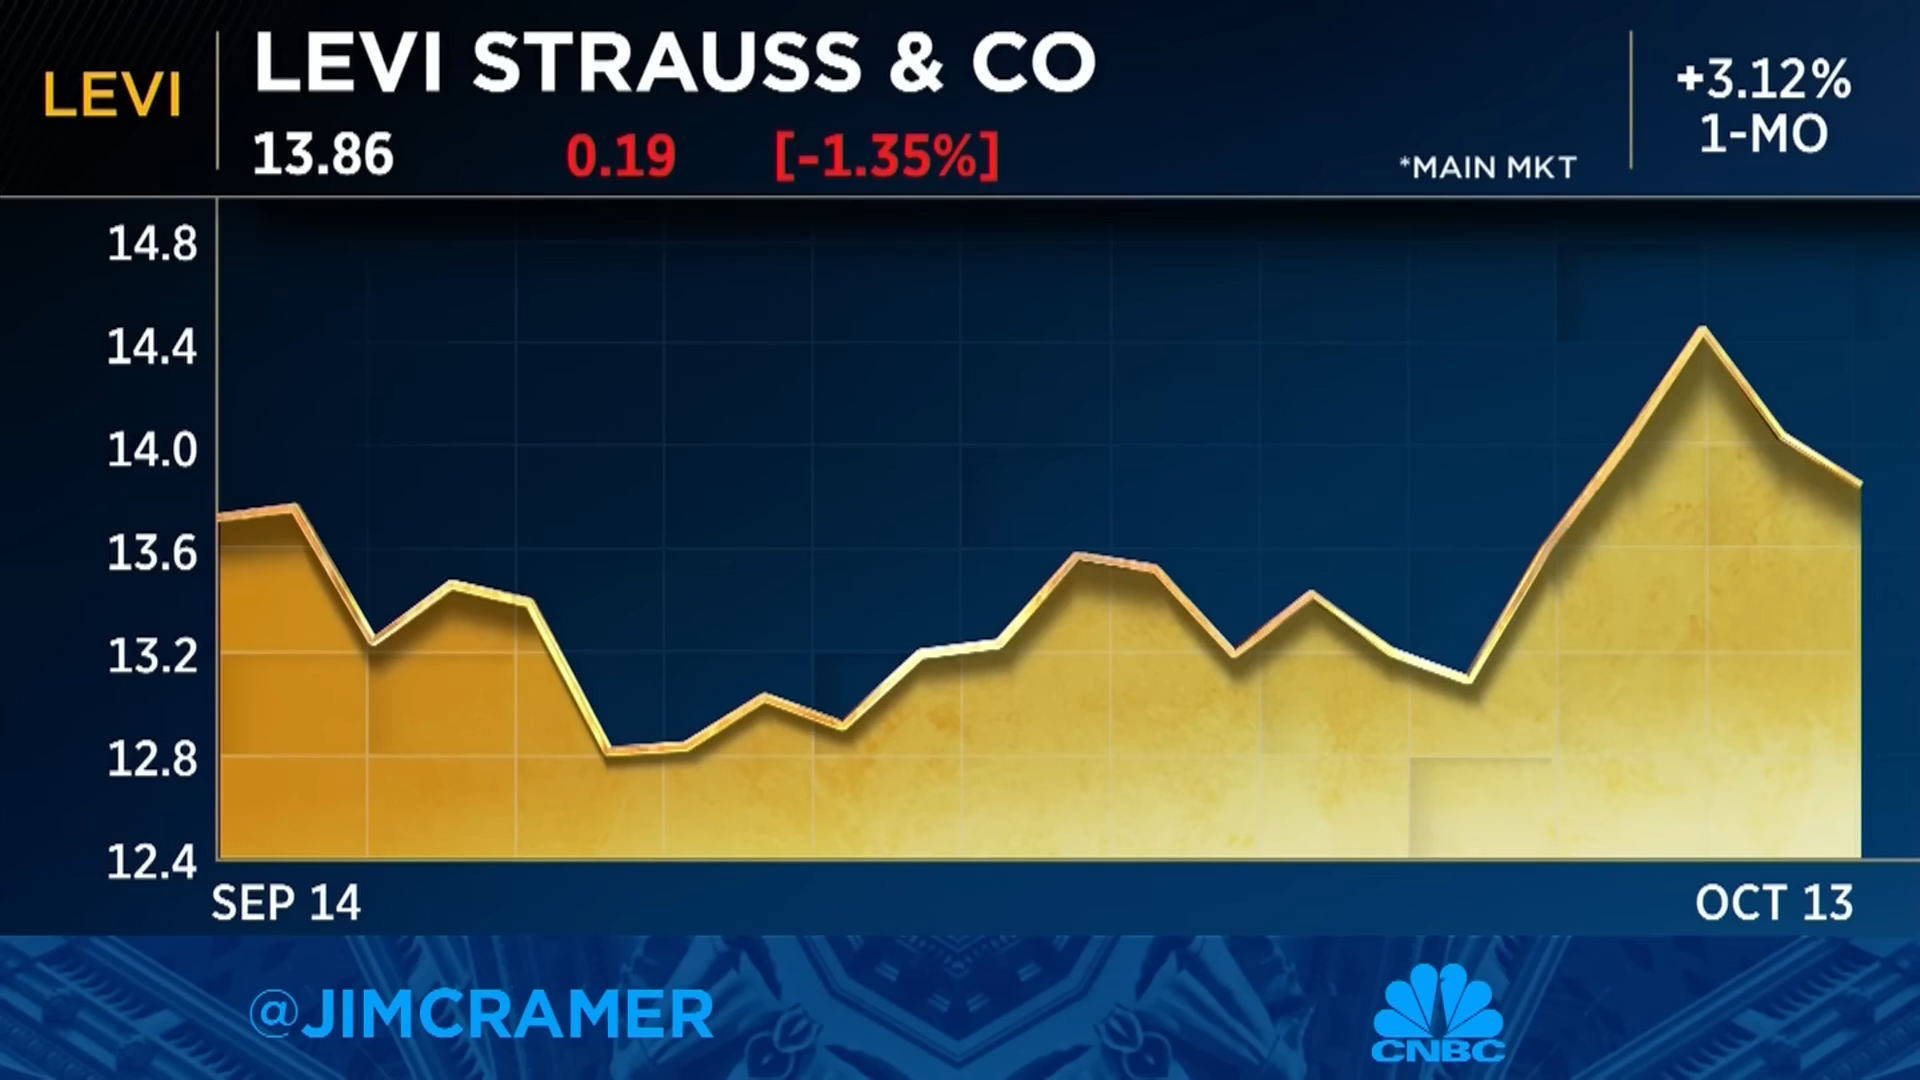 LEVI
LEVI STRAUSS & CO
13.86 0.19 [-1.35%]
*MAIN MKT
+3.12%
1-MO
14.8
14.4
14.0
13.6
13.2
12.8
12.4
SEP 14
OCT 13
@JIMCRAMER
CNBC